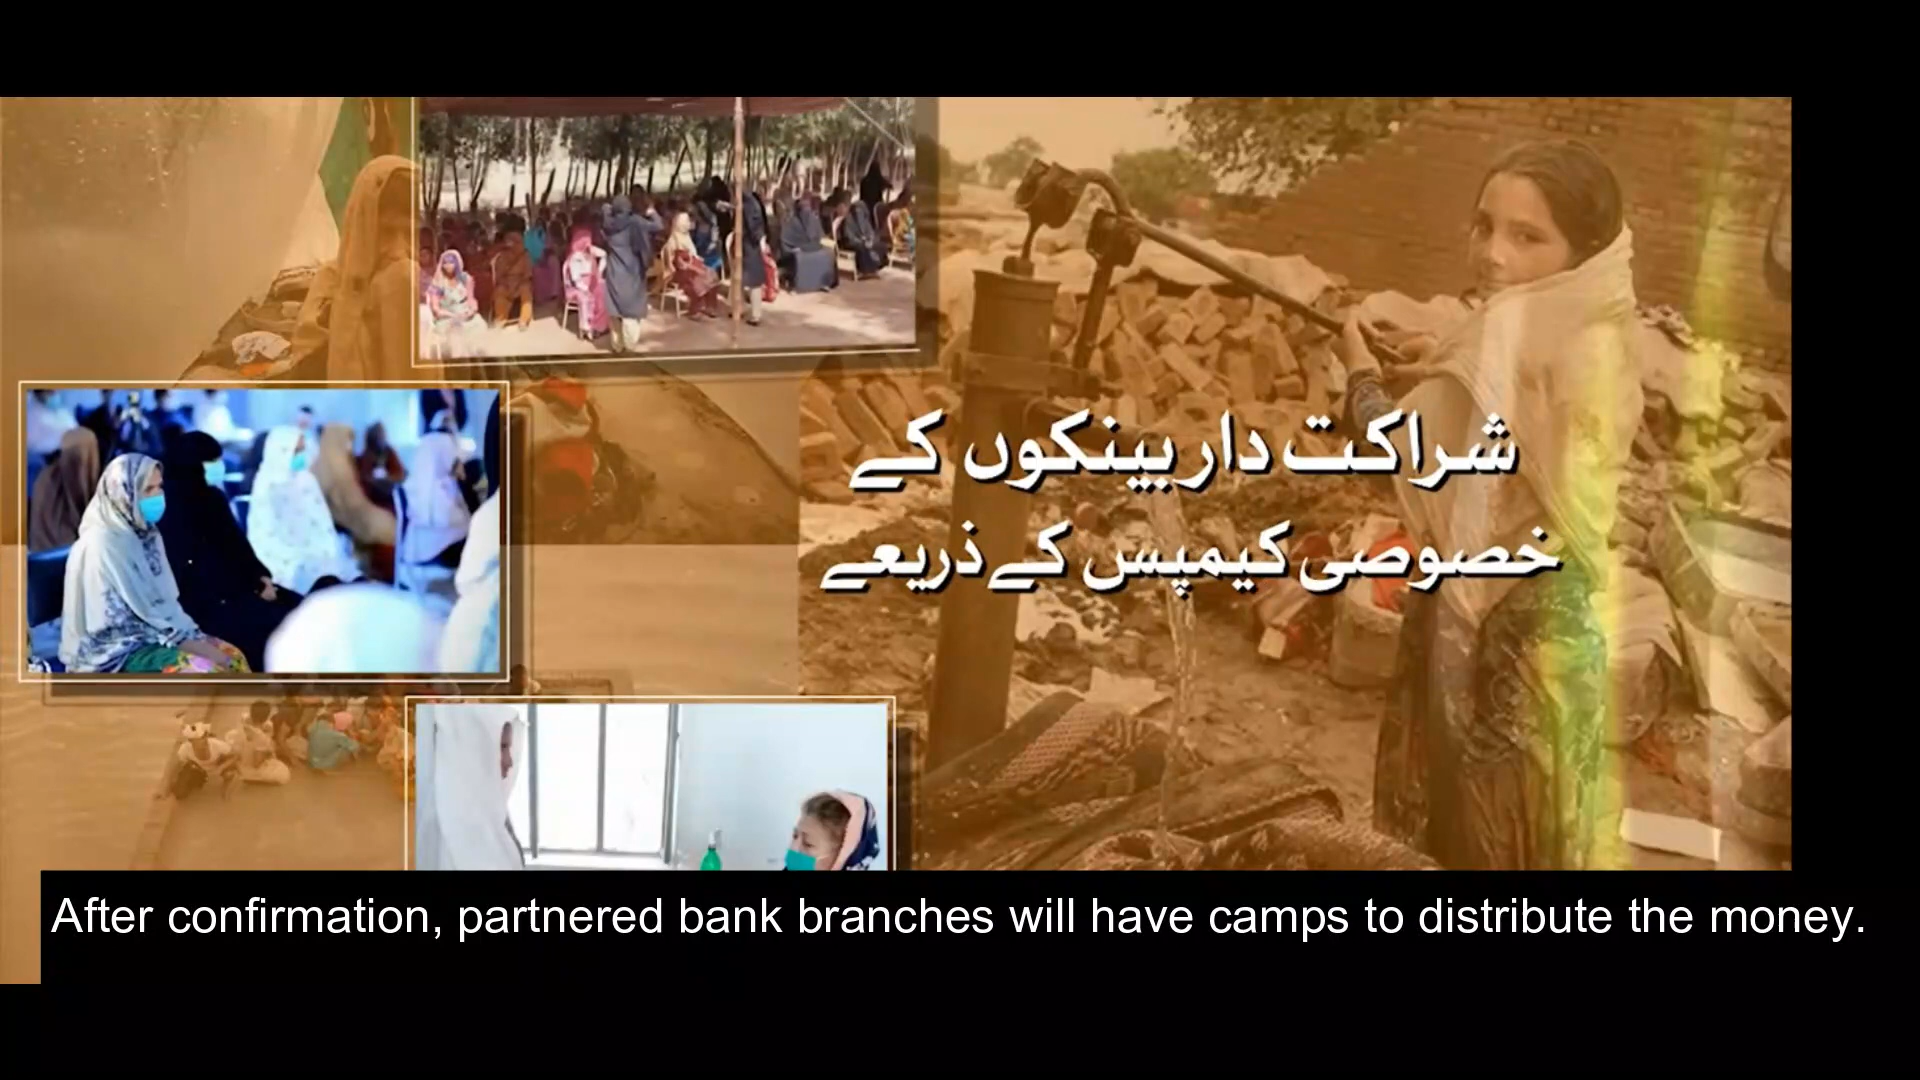 شراکت دار بینکوں کے
خصوصی کیمپس کے ذریعے
After confirmation, partnered bank branches will have camps to distribute the money.